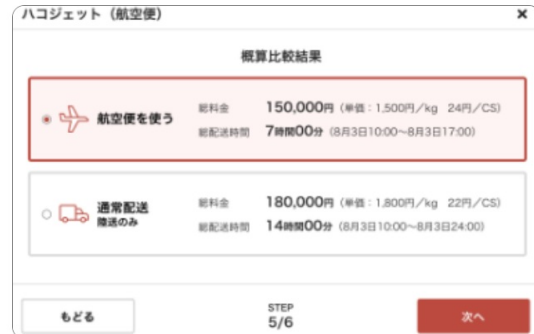 ハコジェット（航空便）
×
概算比較結果
航空便を使う
総料金 150,000円（単価：1,500円/kg 24円/CS）
総配送時間 7時間00分（8月3日10:00〜8月3日17:00）
通常配送
陸送のみ
総料金 180,000円（単価：1,800円/kg 22円/CS）
総配送時間 14時間00分（8月3日10:00〜8月3日24:00）
もどる
STEP
5/6
次へ